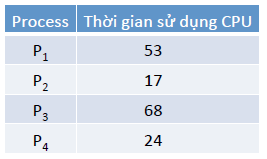 Process Thời gian sử dụng CPU
P1 53
P2 17
P3 68
P4 24